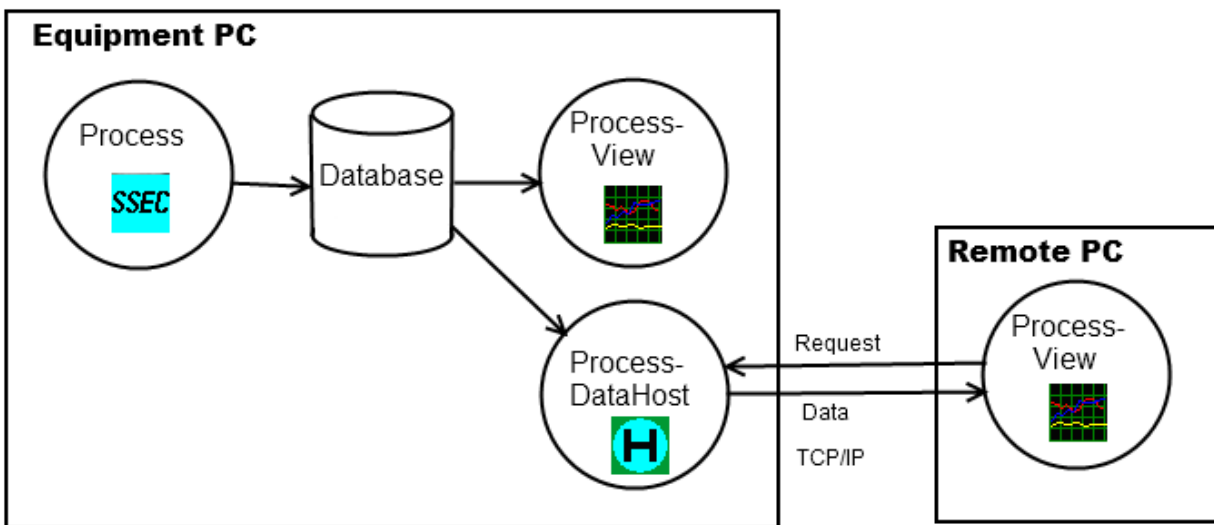 Equipment PC
Process
SSEC
Database
Process-
View
Process-
DataHost
H
Request
Data
TCP/IP
Remote PC
Process-
View